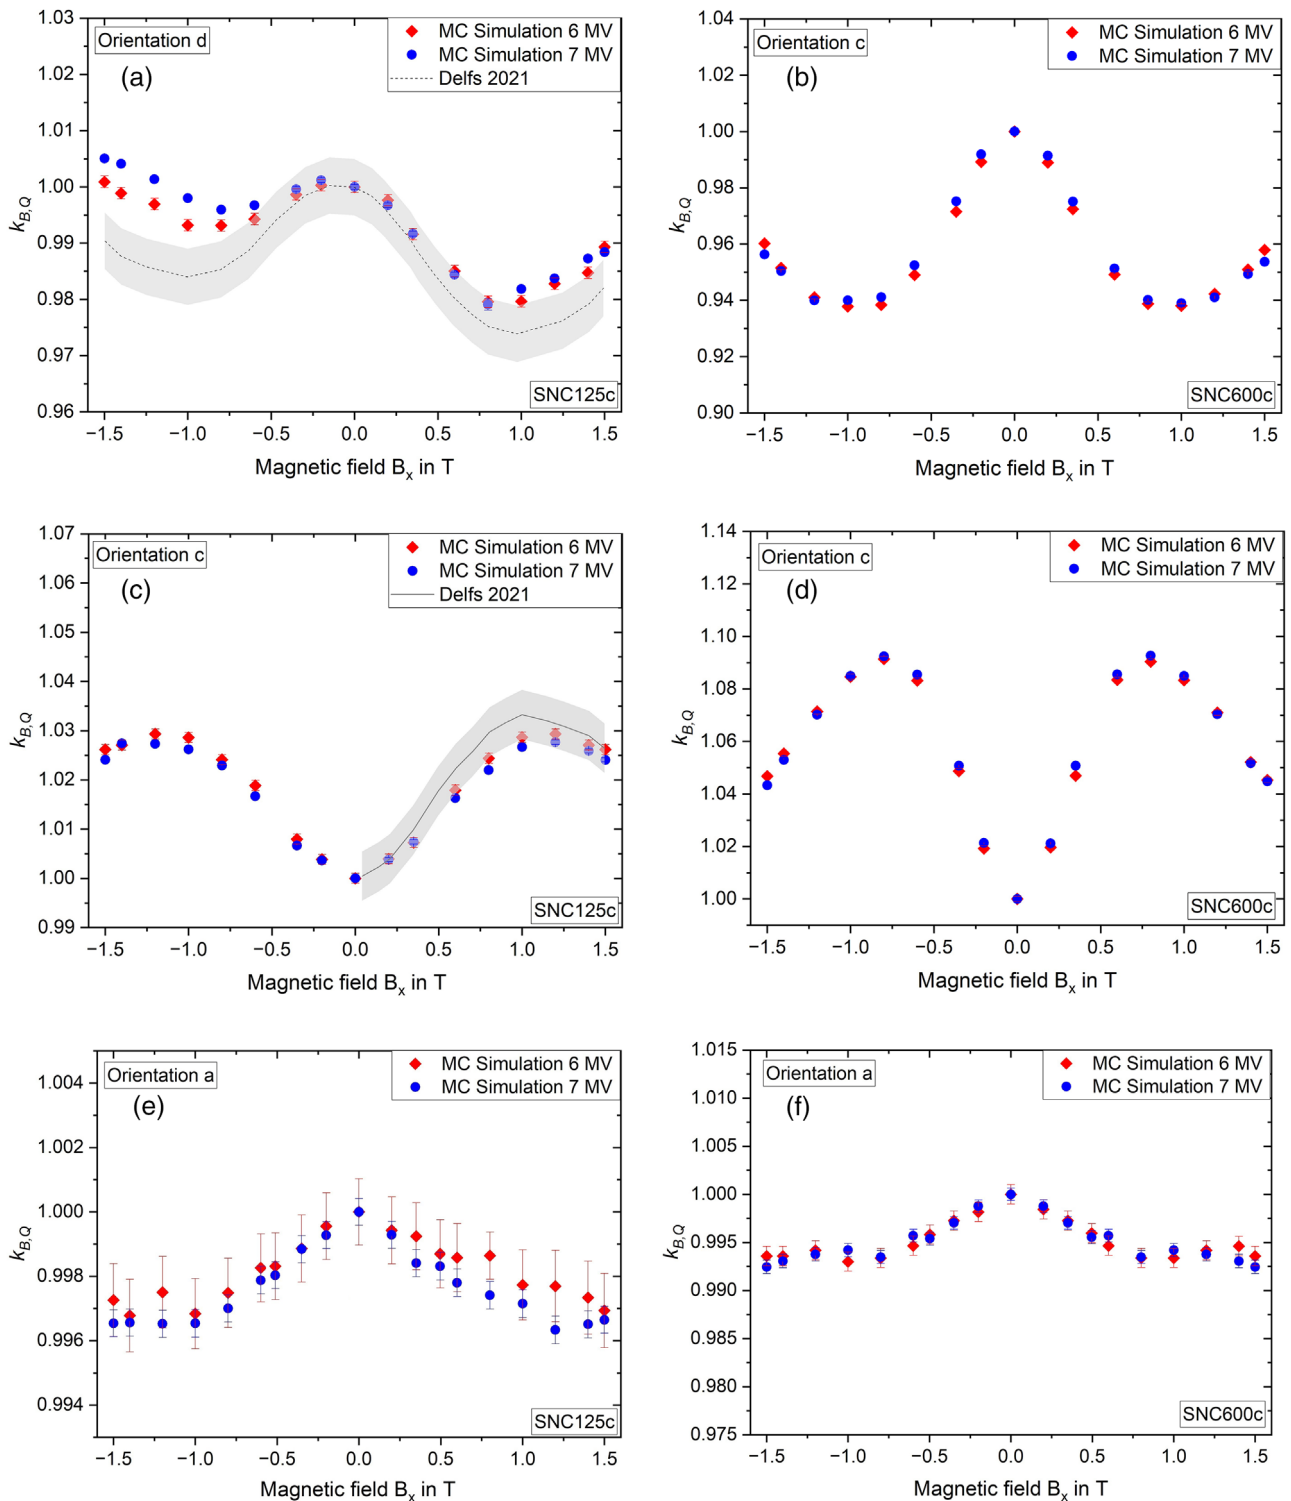 Orientation d
(a)
MC Simulation 6 MV
MC Simulation 7 MV
Delfs 2021
SNC125c
k_B,Q
1.03
1.02
1.01
1.00
0.99
0.98
0.97
0.96
−1.5 −1.0 −0.5 0.0 0.5 1.0 1.5
Magnetic field B_x in T
Orientation c
(b)
MC Simulation 6 MV
MC Simulation 7 MV
SNC600c
k_B,Q
1.04
1.02
1.00
0.98
0.96
0.94
0.92
0.90
−1.5 −1.0 −0.5 0.0 0.5 1.0 1.5
Magnetic field B_x in T
Orientation c
(c)
MC Simulation 6 MV
MC Simulation 7 MV
Delfs 2021
SNC125c
k_B,Q
1.07
1.06
1.05
1.04
1.03
1.02
1.01
1.00
0.99
−1.5 −1.0 −0.5 0.0 0.5 1.0 1.5
Magnetic field B_x in T
Orientation c
(d)
MC Simulation 6 MV
MC Simulation 7 MV
SNC600c
k_B,Q
1.14
1.12
1.10
1.08
1.06
1.04
1.02
1.00
−1.5 −1.0 −0.5 0.0 0.5 1.0 1.5
Magnetic field B_x in T
Orientation a
(e)
MC Simulation 6 MV
MC Simulation 7 MV
SNC125c
k_B,Q
1.004
1.002
1.000
0.998
0.996
0.994
−1.5 −1.0 −0.5 0.0 0.5 1.0 1.5
Magnetic field B_x in T
Orientation a
(f)
MC Simulation 6 MV
MC Simulation 7 MV
SNC600c
k_B,Q
1.015
1.010
1.005
1.000
0.995
0.990
0.985
0.980
0.975
−1.5 −1.0 −0.5 0.0 0.5 1.0 1.5
Magnetic field B_x in T